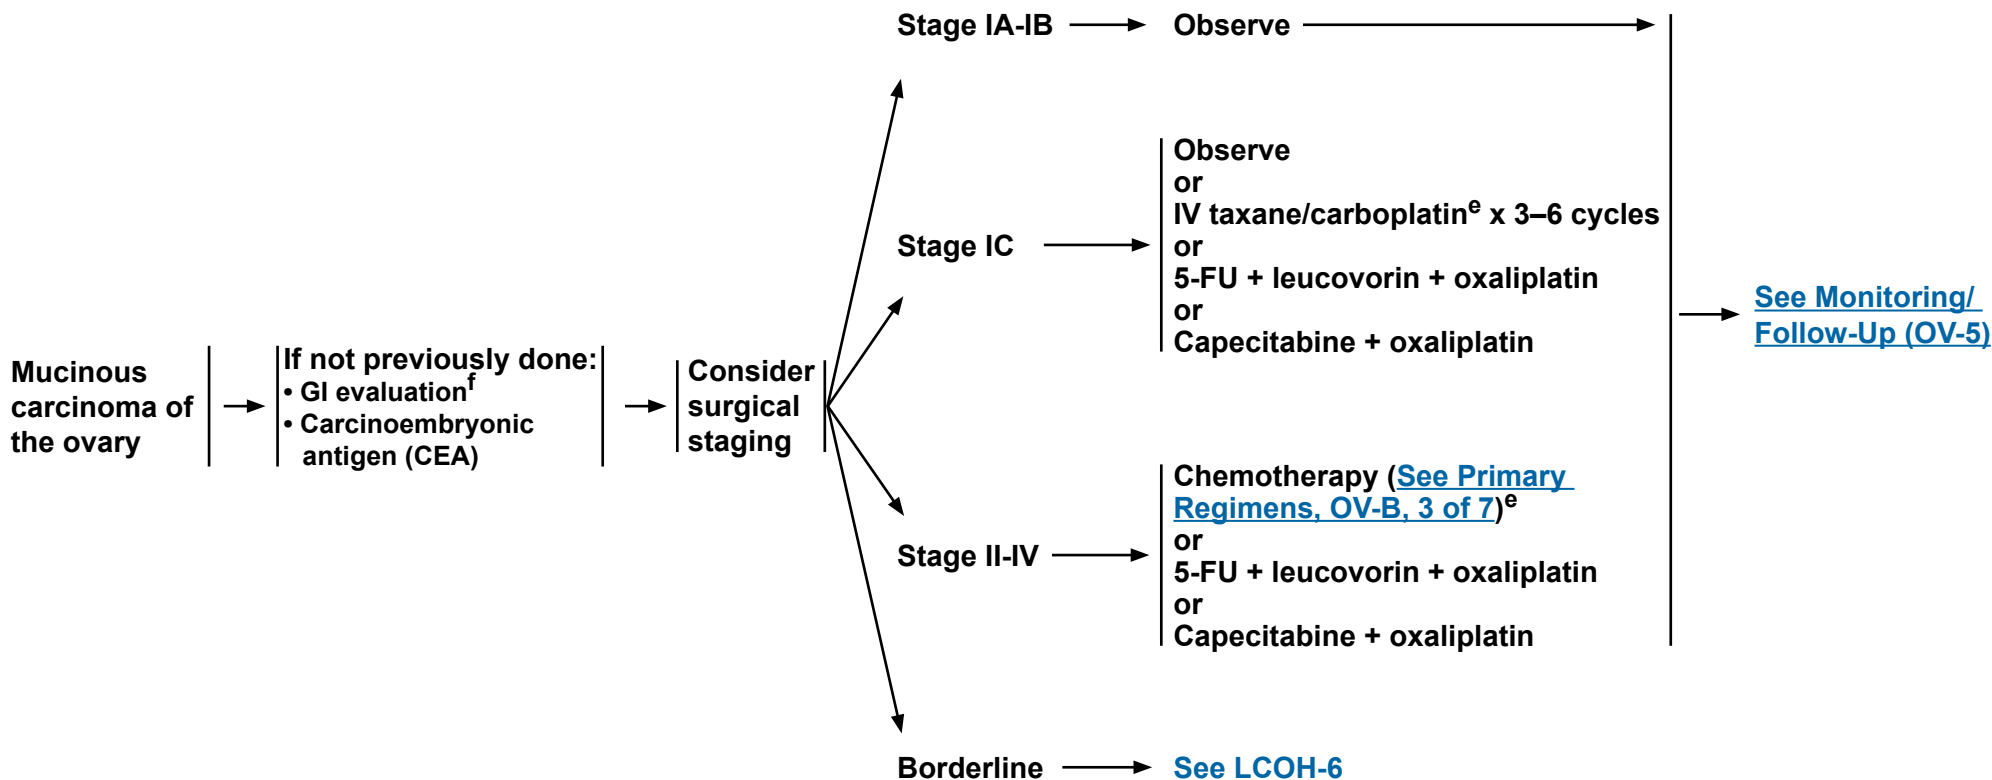 Mucinous
carcinoma of
the ovary
If not previously done:
• GI evaluationᶠ
• Carcinoembryonic
antigen (CEA)
Consider
surgical
staging
Stage IA-IB
Observe
Stage IC
Observe
or
IV taxane/carboplatinᵉ x 3–6 cycles
or
5-FU + leucovorin + oxaliplatin
or
Capecitabine + oxaliplatin
Stage II-IV
Chemotherapy (See Primary
Regimens, OV-B, 3 of 7)ᵉ
or
5-FU + leucovorin + oxaliplatin
or
Capecitabine + oxaliplatin
Borderline
See LCOH-6
See Monitoring/
Follow-Up (OV-5)